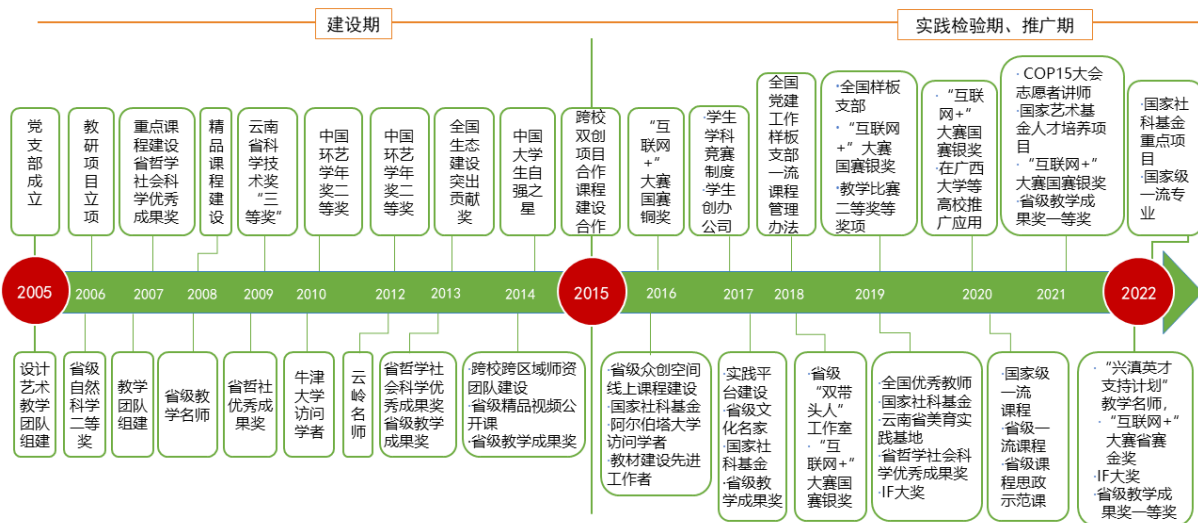 建设期
实践检验期、推广期
党
支
部
成
立
教
研
项
目
立
项
重点课
程建设
省哲学
社会科
学优秀
成果奖
精
品
课
程
建
设
云南
省科
学技
术奖
“三
等奖”
中国
环艺
学年
奖二
等奖
中国
环艺
学年
奖二
等奖
全国
生态
建设
突出
贡献
奖
中国
大学
生自
强之
星
跨校
双创
项目
合作
课程
建设
合作
“互
联网
+”大
赛国
赛铜
奖
·学生
学科
竞赛
制度
·学生
创办
公司
全国
党建
工作
样板
支部
一流
课程
管理
办法
·全国样板
支部
·“互联网
+”大赛
国赛银奖
·教学比赛
二等奖等
奖项
·“互联
网+”
大赛国
赛银奖
·在广西
大学等
高校推
广应用
·COP15大会
志愿者讲师
·国家艺术基
金人才培养项
目
·“互联网+”
大赛国赛银奖
·省级教学成
果奖一等奖
·国家社
科基金
重点项
目
·国家级
一流专
业
2005
2006
2007
2008
2009
2010
2012
2013
2014
2015
2016
2017
2018
2019
2020
2021
2022
设计
艺术
教学
团队
组建
省级
自然
科学
二等
奖
教学
团队
组建
省级教
学名师
省哲社
优秀成
果奖
牛津
大学
访问
学者
云
岭
名
师
省哲学社
会科学优
秀成果奖
省级教学
成果奖
·跨校跨区域师资
团队建设
·省级精品视频公
开课
·省级教学成果奖
·省级众创空间
线上课程建设
·国家社科基金
·阿尔伯塔大学
访问学者
·教材建设先进
工作者
·实践平
台建设
·省级文
化名家
·国家社
科基金
·省级教
学成果奖
·省级
“双带
头人”
工作室
·“互
联网+”
大赛国
赛银奖
·全国优秀教师
·国家社科基金
·云南省美育实
践基地
·省哲学社会科
学优秀成果奖
·IF大奖
·国家级
一流
课程
·省级一
流课程
·省级课
程思政
示范课
·“兴滇英才
支持计划”
教学名师，
·“互联网+”
大赛省赛
金奖
·IF大奖
·省级教学成
果奖一等奖